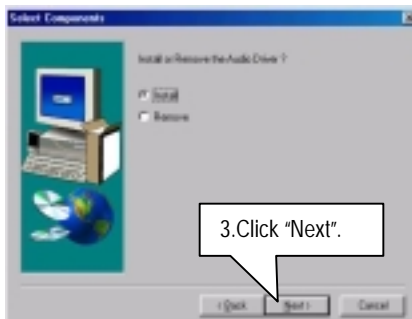 Select Components
Install or Remove the Audio Driver ?
Install
Remove
3.Click “Next”.
< Back
Next >
Cancel